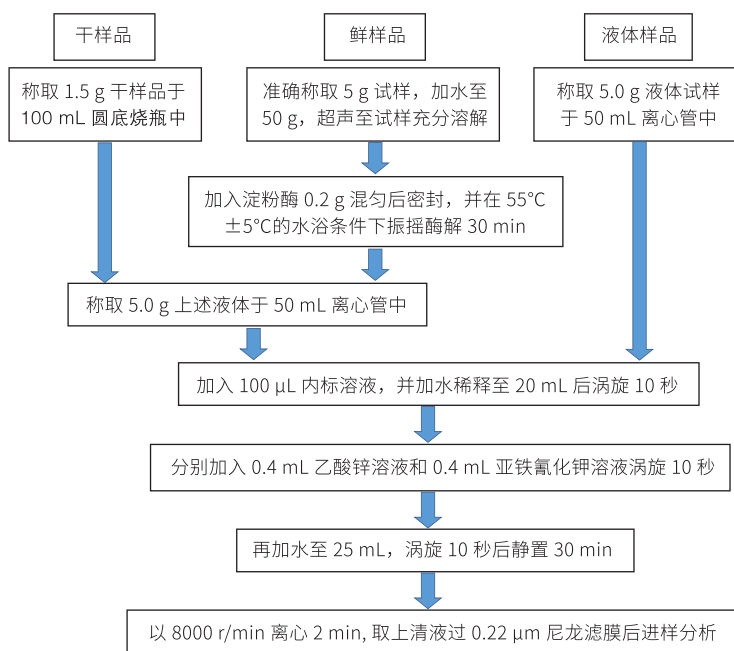 干样品
鲜样品
液体样品
称取 1.5 g 干样品于
100 mL 圆底烧瓶中
准确称取 5 g 试样，加水至
50 g，超声至试样充分溶解
称取 5.0 g 液体试样
于 50 mL 离心管中
加入淀粉酶 0.2 g 混匀后密封，并在 55°C
±5°C的水浴条件下振摇酶解 30 min
称取 5.0 g 上述液体于 50 mL 离心管中
加入 100 μL 内标溶液，并加水稀释至 20 mL 后涡旋 10 秒
分别加入 0.4 mL 乙酸锌溶液和 0.4 mL 亚铁氰化钾溶液涡旋 10 秒
再加水至 25 mL，涡旋 10 秒后静置 30 min
以 8000 r/min 离心 2 min, 取上清液过 0.22 μm 尼龙滤膜后进样分析